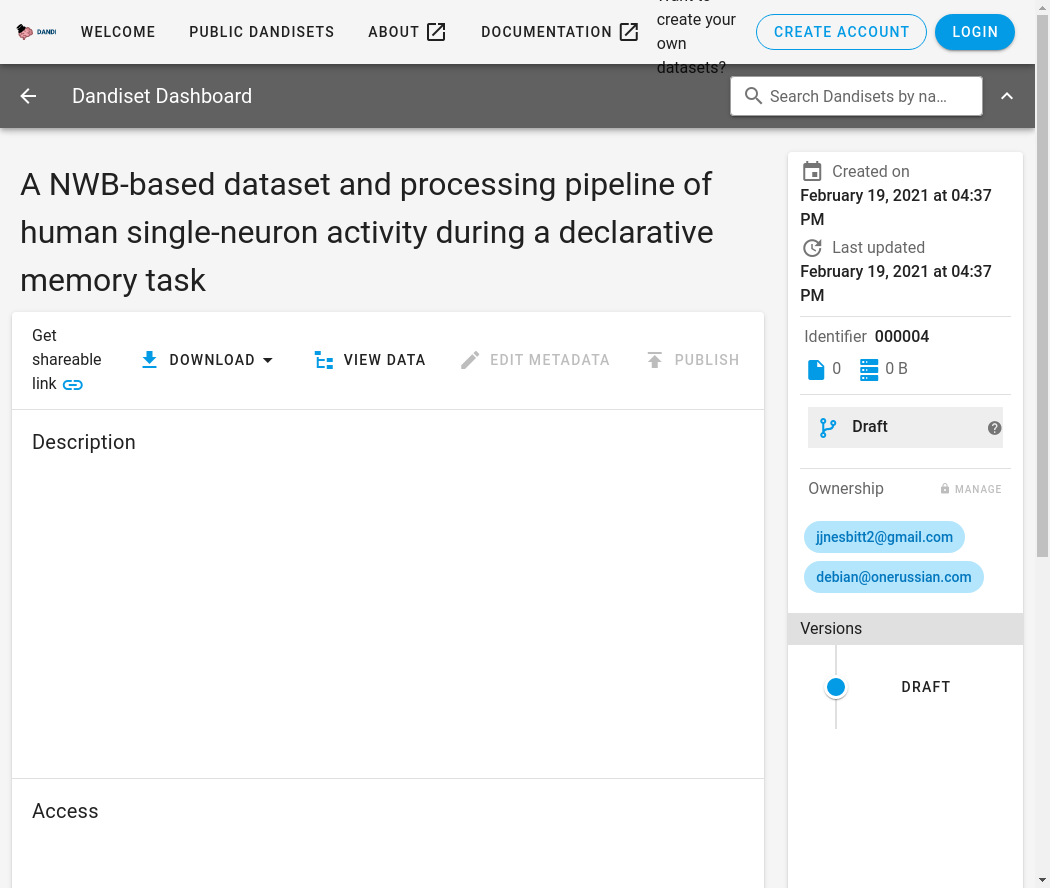 DANDI
WELCOME
PUBLIC DANDISETS
ABOUT
DOCUMENTATION
Want to
create your
own
datasets?
CREATE ACCOUNT
LOGIN
Dandiset Dashboard
Search Dandisets by na...
A NWB-based dataset and processing pipeline of
human single-neuron activity during a declarative
memory task
Get
shareable
link
DOWNLOAD
VIEW DATA
EDIT METADATA
PUBLISH
Description
Access
Created on
February 19, 2021 at 04:37
PM
Last updated
February 19, 2021 at 04:37
PM
Identifier 000004
0
0 B
Draft
?
Ownership
MANAGE
jjnesbitt2@gmail.com
debian@onerussian.com
Versions
DRAFT